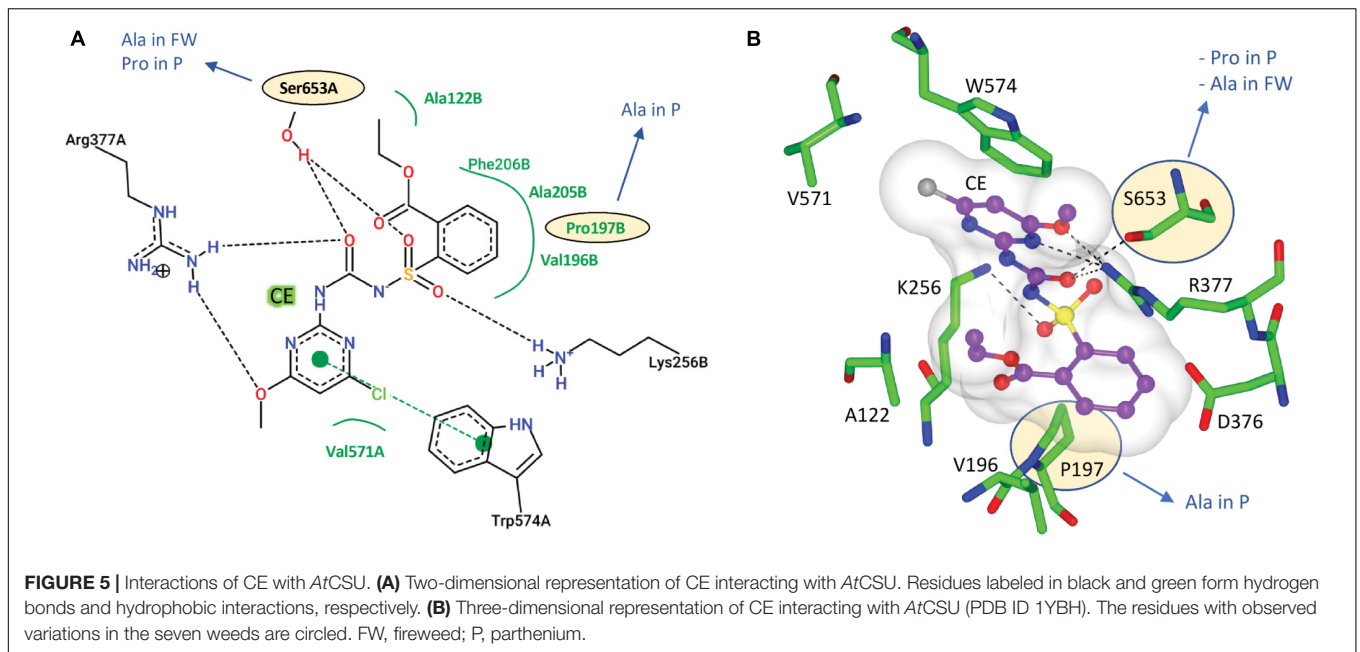 A
Ala in FW
Pro in P
Ser653A
Ala122B
Ala in P
Arg377A
O
H
O
O
Phe206B
Ala205B
Pro197B
Val196B
NH
N
H
NH2
⊕
H
O
O
O
S
O
NH
N
CE
N
N
O
Cl
H
H
N+
H
Lys256B
Val571A
HN
Trp574A
B
- Pro in P
- Ala in FW
W574
V571
CE
S653
K256
R377
A122
D376
V196
P197
Ala in P
FIGURE 5 | Interactions of CE with AtCSU. (A) Two-dimensional representation of CE interacting with AtCSU. Residues labeled in black and green form hydrogen
bonds and hydrophobic interactions, respectively. (B) Three-dimensional representation of CE interacting with AtCSU (PDB ID 1YBH). The residues with observed
variations in the seven weeds are circled. FW, fireweed; P, parthenium.